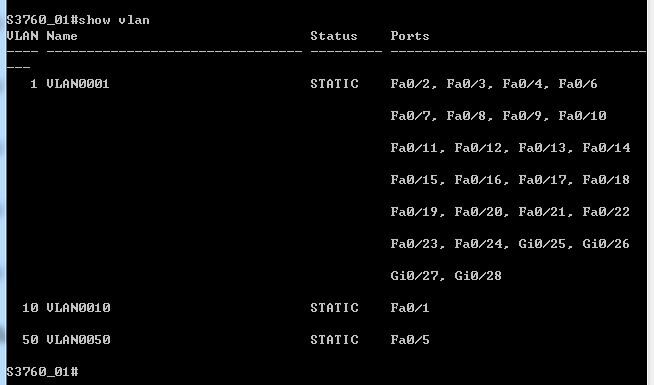 S3760_01#show vlan
VLAN Name                             Status    Ports
---- -------------------------------- --------- --------------------------------
---
   1 VLAN0001                         STATIC    Fa0/2, Fa0/3, Fa0/4, Fa0/6
                                                Fa0/7, Fa0/8, Fa0/9, Fa0/10
                                                Fa0/11, Fa0/12, Fa0/13, Fa0/14
                                                Fa0/15, Fa0/16, Fa0/17, Fa0/18
                                                Fa0/19, Fa0/20, Fa0/21, Fa0/22
                                                Fa0/23, Fa0/24, Gi0/25, Gi0/26
                                                Gi0/27, Gi0/28
  10 VLAN0010                         STATIC    Fa0/1
  50 VLAN0050                         STATIC    Fa0/5
S3760_01#